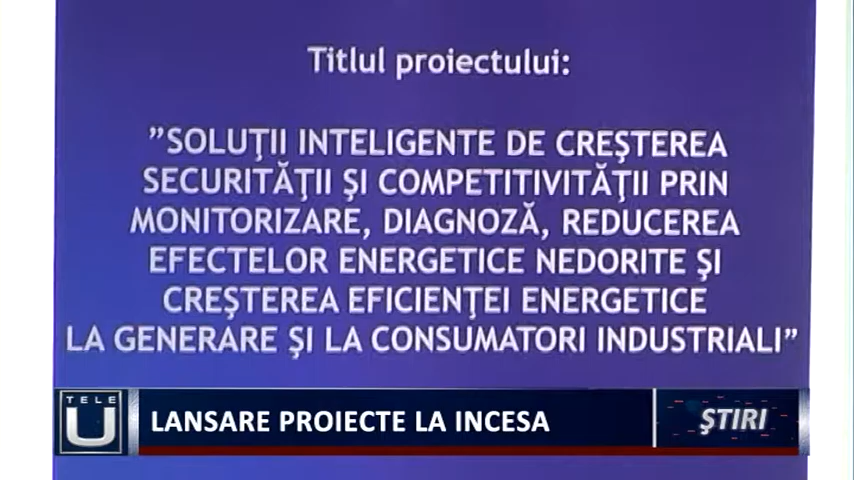 Titlul proiectului:
”SOLUŢII INTELIGENTE DE CREŞTEREA
SECURITĂŢII ŞI COMPETITIVITĂŢII PRIN
MONITORIZARE, DIAGNOZĂ, REDUCEREA
EFECTELOR ENERGETICE NEDORITE ŞI
CREŞTEREA EFICIENŢEI ENERGETICE
LA GENERARE ŞI LA CONSUMATORI INDUSTRIALI”
TELE
U
LANSARE PROIECTE LA INCESA
ŞTIRI